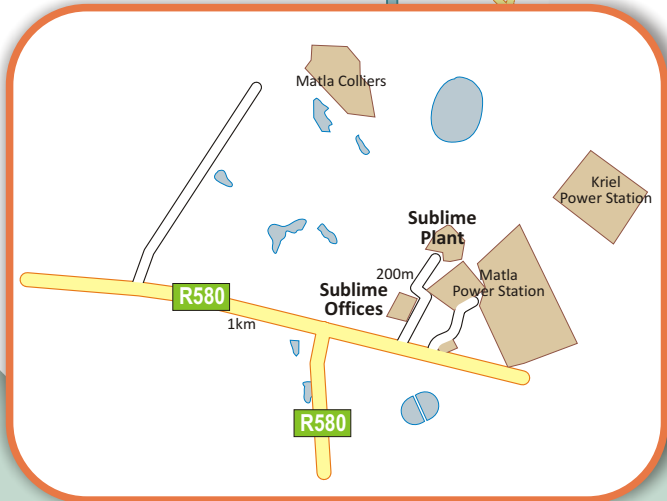 Matla Colliers
Kriel
Power Station
Sublime
Plant
200m
Matla
Power Station
Sublime
Offices
R580
1km
R580